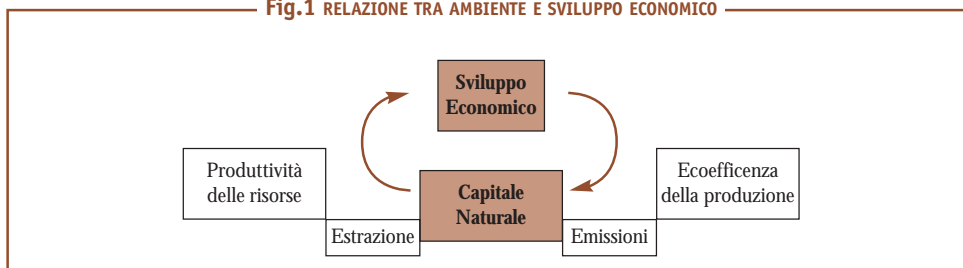 Fig.1 RELAZIONE TRA AMBIENTE E SVILUPPO ECONOMICO
Sviluppo
Economico
Produttività
delle risorse
Capitale
Naturale
Ecoefficenza
della produzione
Estrazione
Emissioni